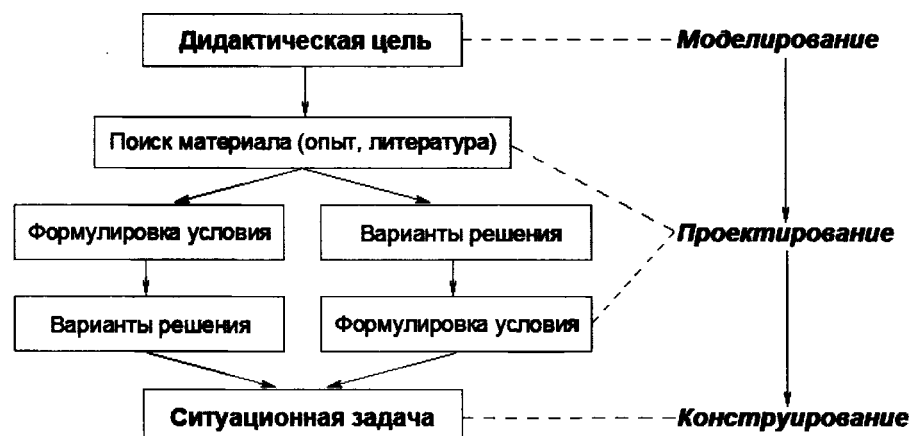 Дидактическая цель
Моделирование
Поиск материала (опыт, литература)
Формулировка условия
Варианты решения
Проектирование
Варианты решения
Формулировка условия
Ситуационная задача
Конструирование